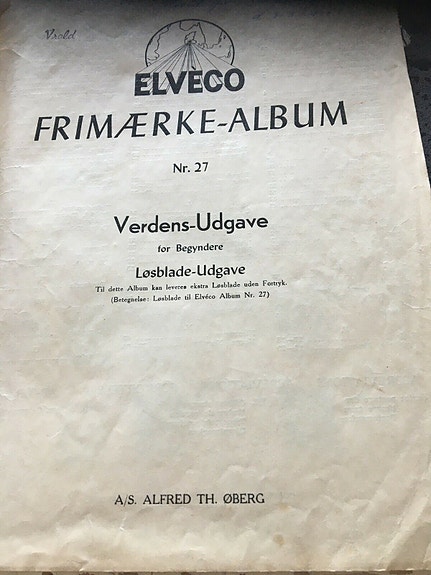 ELVÉCO
FRIMÆRKE-ALBUM
Nr. 27
Verdens-Udgave
for Begyndere
Løsblade-Udgave
Til dette Album kan leveres ekstra Løsblade uden Fortryk.
(Betegnelse: Løsblade til Elvéco Album Nr. 27)
A/S. ALFRED TH. ØBERG